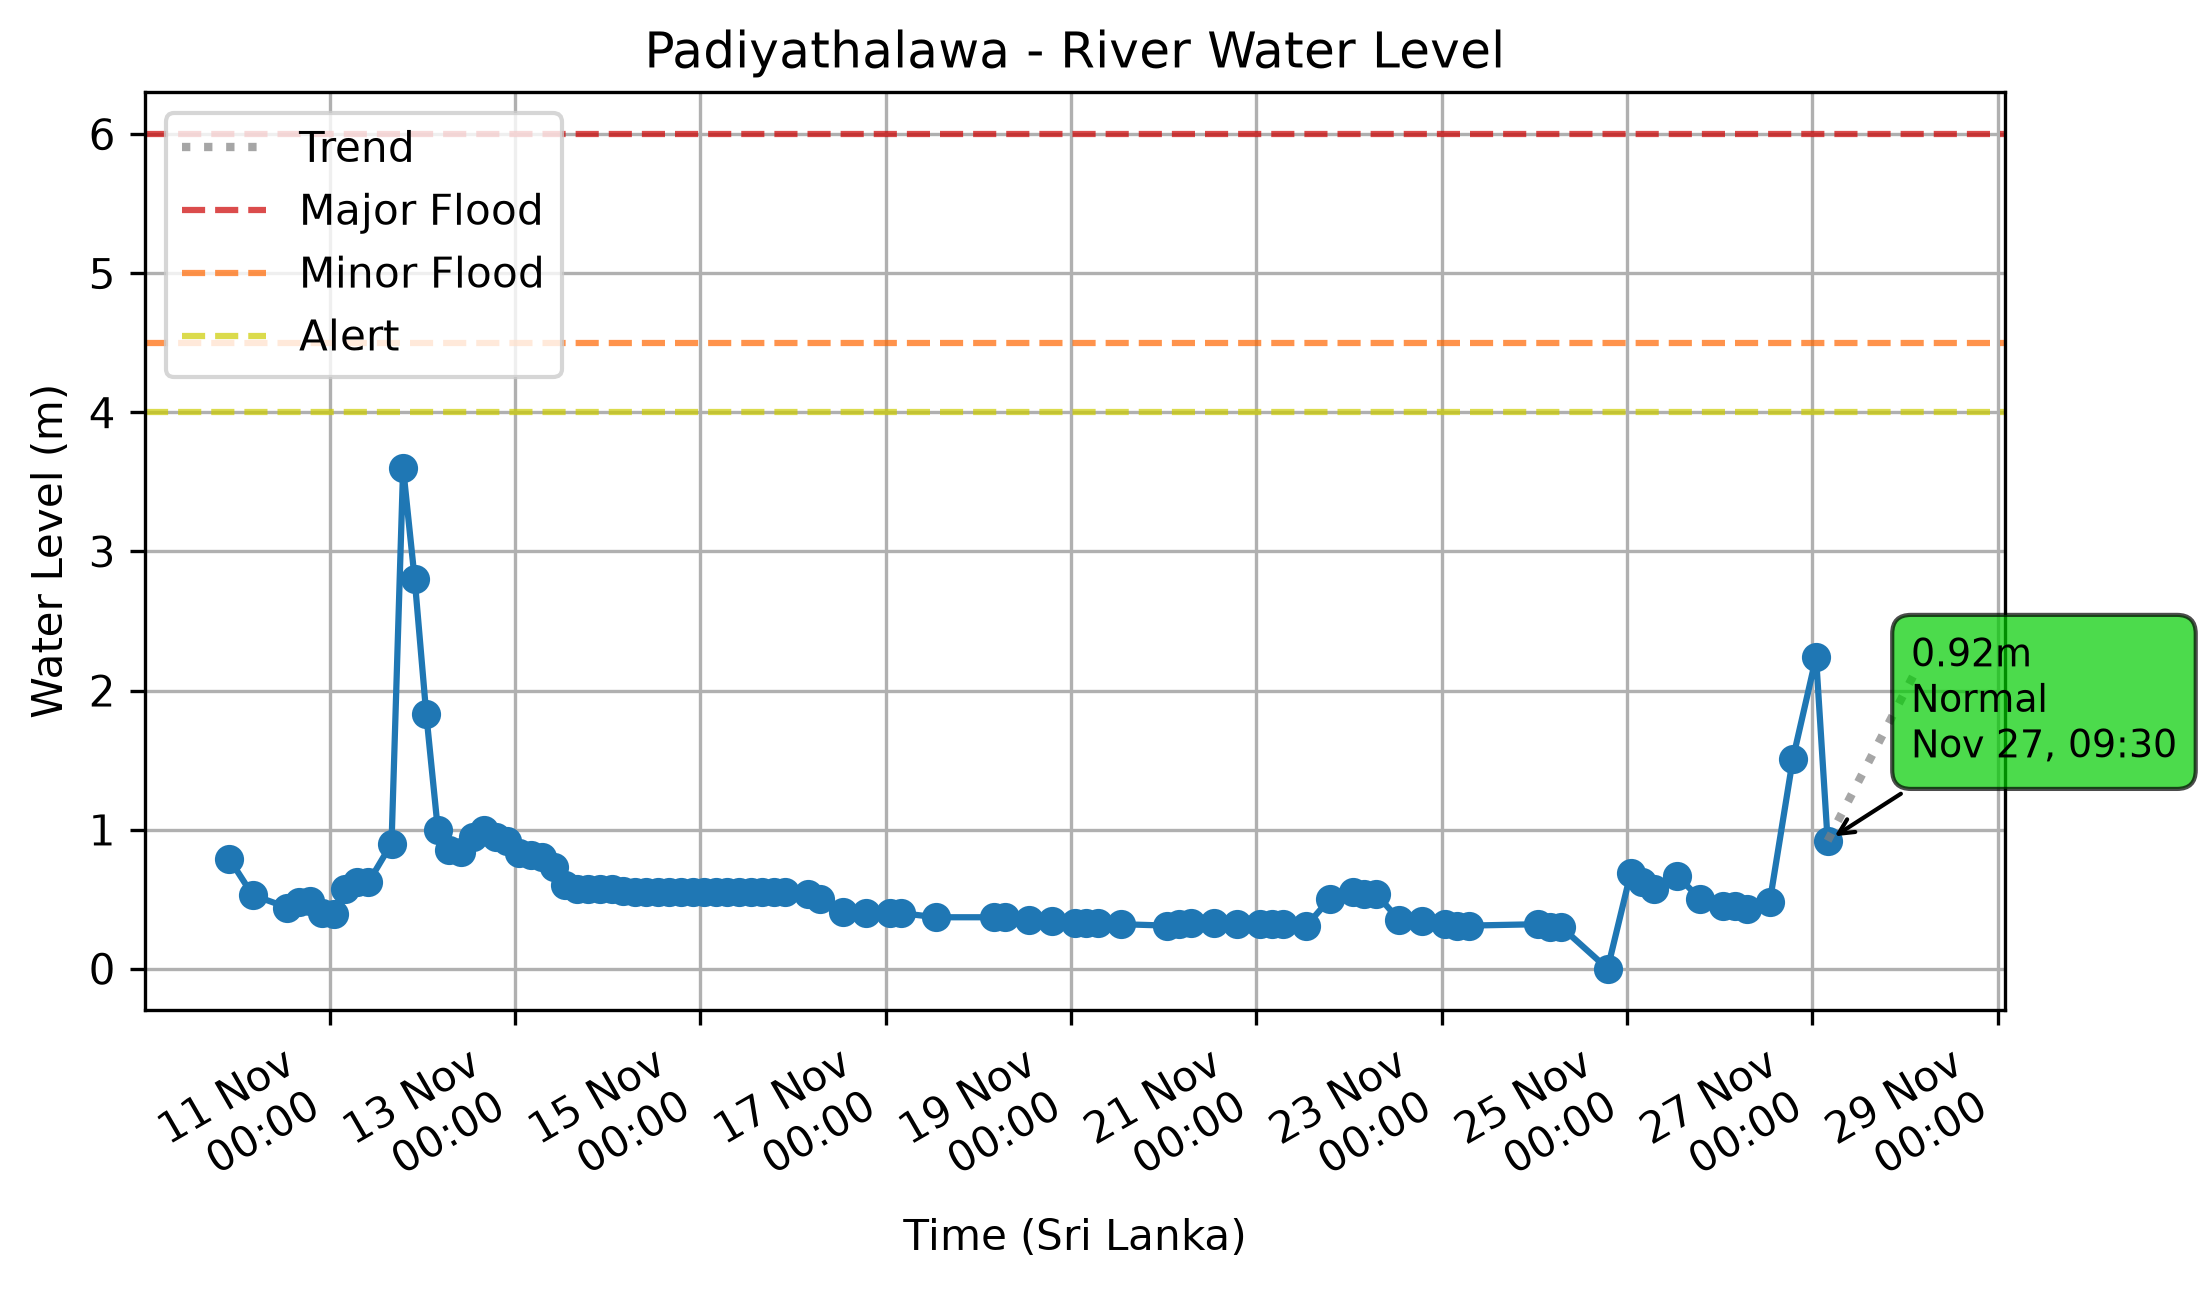 Padiyathalawa - River Water Level
Trend
Major Flood
Minor Flood
Alert
Water Level (m)
6
5
4
3
2
1
0
0.92m
Normal
Nov 27, 09:30
11 Nov
00:00
13 Nov
00:00
15 Nov
00:00
17 Nov
00:00
19 Nov
00:00
21 Nov
00:00
23 Nov
00:00
25 Nov
00:00
27 Nov
00:00
29 Nov
00:00
Time (Sri Lanka)